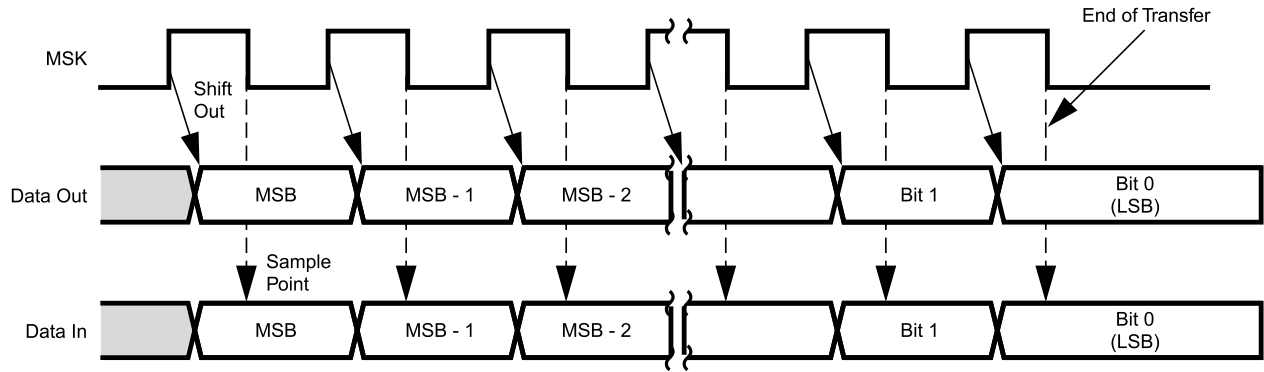 End of Transfer
MSK
Shift
Out
Data Out
MSB
MSB - 1
MSB - 2
Bit 1
Bit 0
(LSB)
Sample
Point
Data In
MSB
MSB - 1
MSB - 2
Bit 1
Bit 0
(LSB)